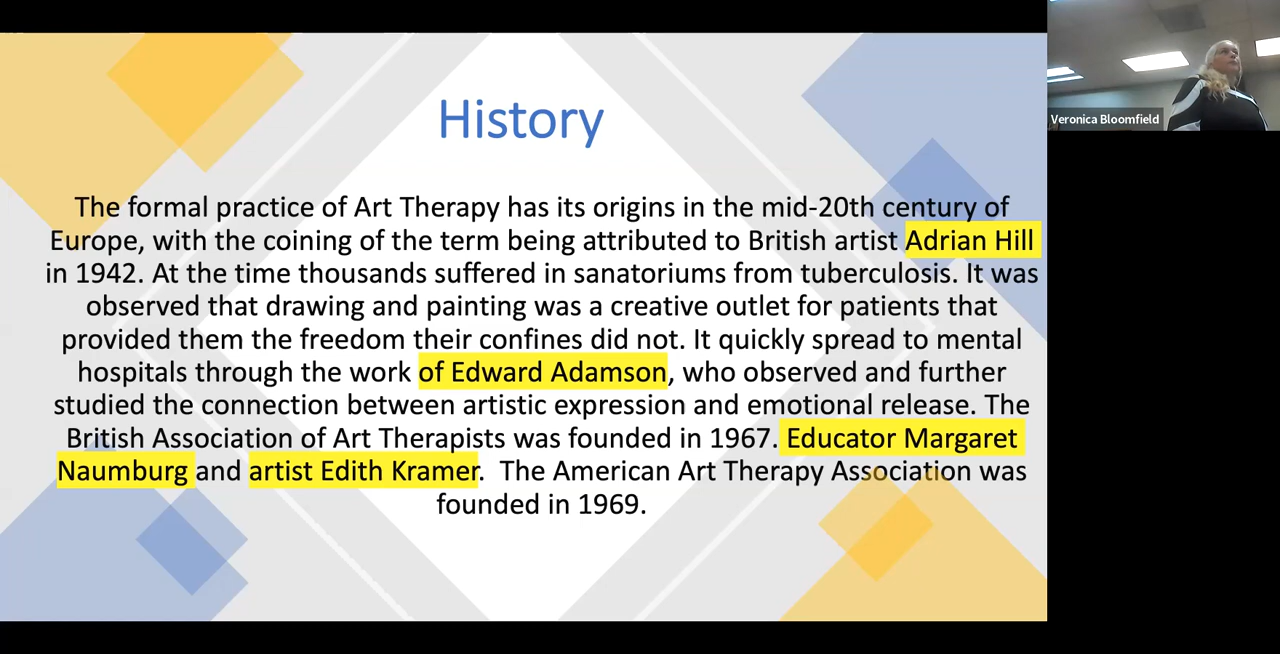 History
The formal practice of Art Therapy has its origins in the mid-20th century of
Europe, with the coining of the term being attributed to British artist Adrian Hill
in 1942. At the time thousands suffered in sanatoriums from tuberculosis. It was
observed that drawing and painting was a creative outlet for patients that
provided them the freedom their confines did not. It quickly spread to mental
hospitals through the work of Edward Adamson, who observed and further
studied the connection between artistic expression and emotional release. The
British Association of Art Therapists was founded in 1967. Educator Margaret
Naumburg and artist Edith Kramer.  The American Art Therapy Association was
founded in 1969.
Veronica Bloomfield